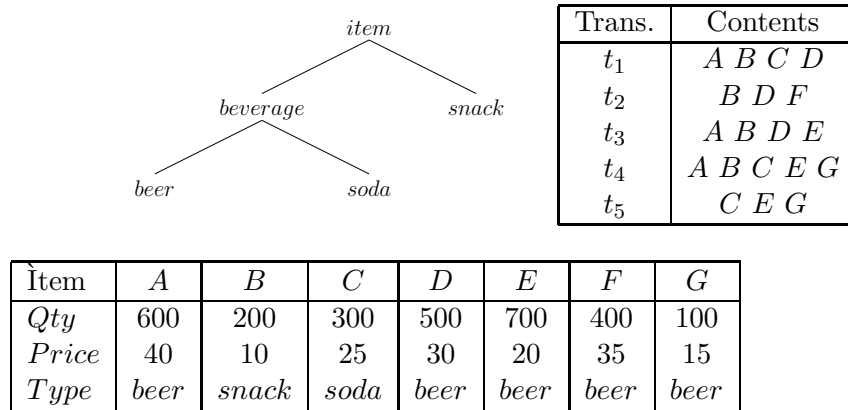 item
beverage snack
beer soda
Trans. Contents
t₁ A B C D
t₂ B D F
t₃ A B D E
t₄ A B C E G
t₅ C E G
Ìtem A B C D E F G
Qty 600 200 300 500 700 400 100
Price 40 10 25 30 20 35 15
Type beer snack soda beer beer beer beer